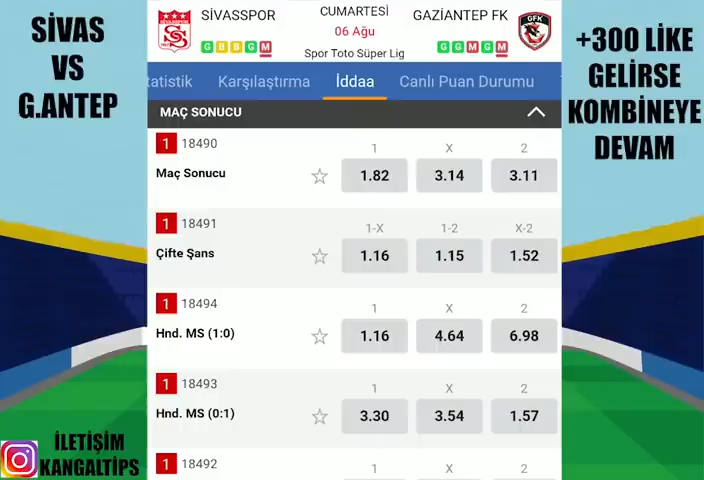 SİVAS
VS
G.ANTEP
SİVASSPOR
G B B G M
CUMARTESİ
06 Ağu
Spor Toto Süper Lig
GAZİANTEP FK
G G M G M
GFK
+300 LİKE
GELİRSE
KOMBİNEYE
DEVAM
tatistik Karşılaştırma İddaa Canlı Puan Durumu
MAÇ SONUCU
1 18490
Maç Sonucu
1 X 2
1.82 3.14 3.11
1 18491
Çifte Şans
1-X 1-2 X-2
1.16 1.15 1.52
1 18494
Hnd. MS (1:0)
1 X 2
1.16 4.64 6.98
1 18493
Hnd. MS (0:1)
1 X 2
3.30 3.54 1.57
1 18492
1 X 2
İLETİŞİM
KANGALTİPS